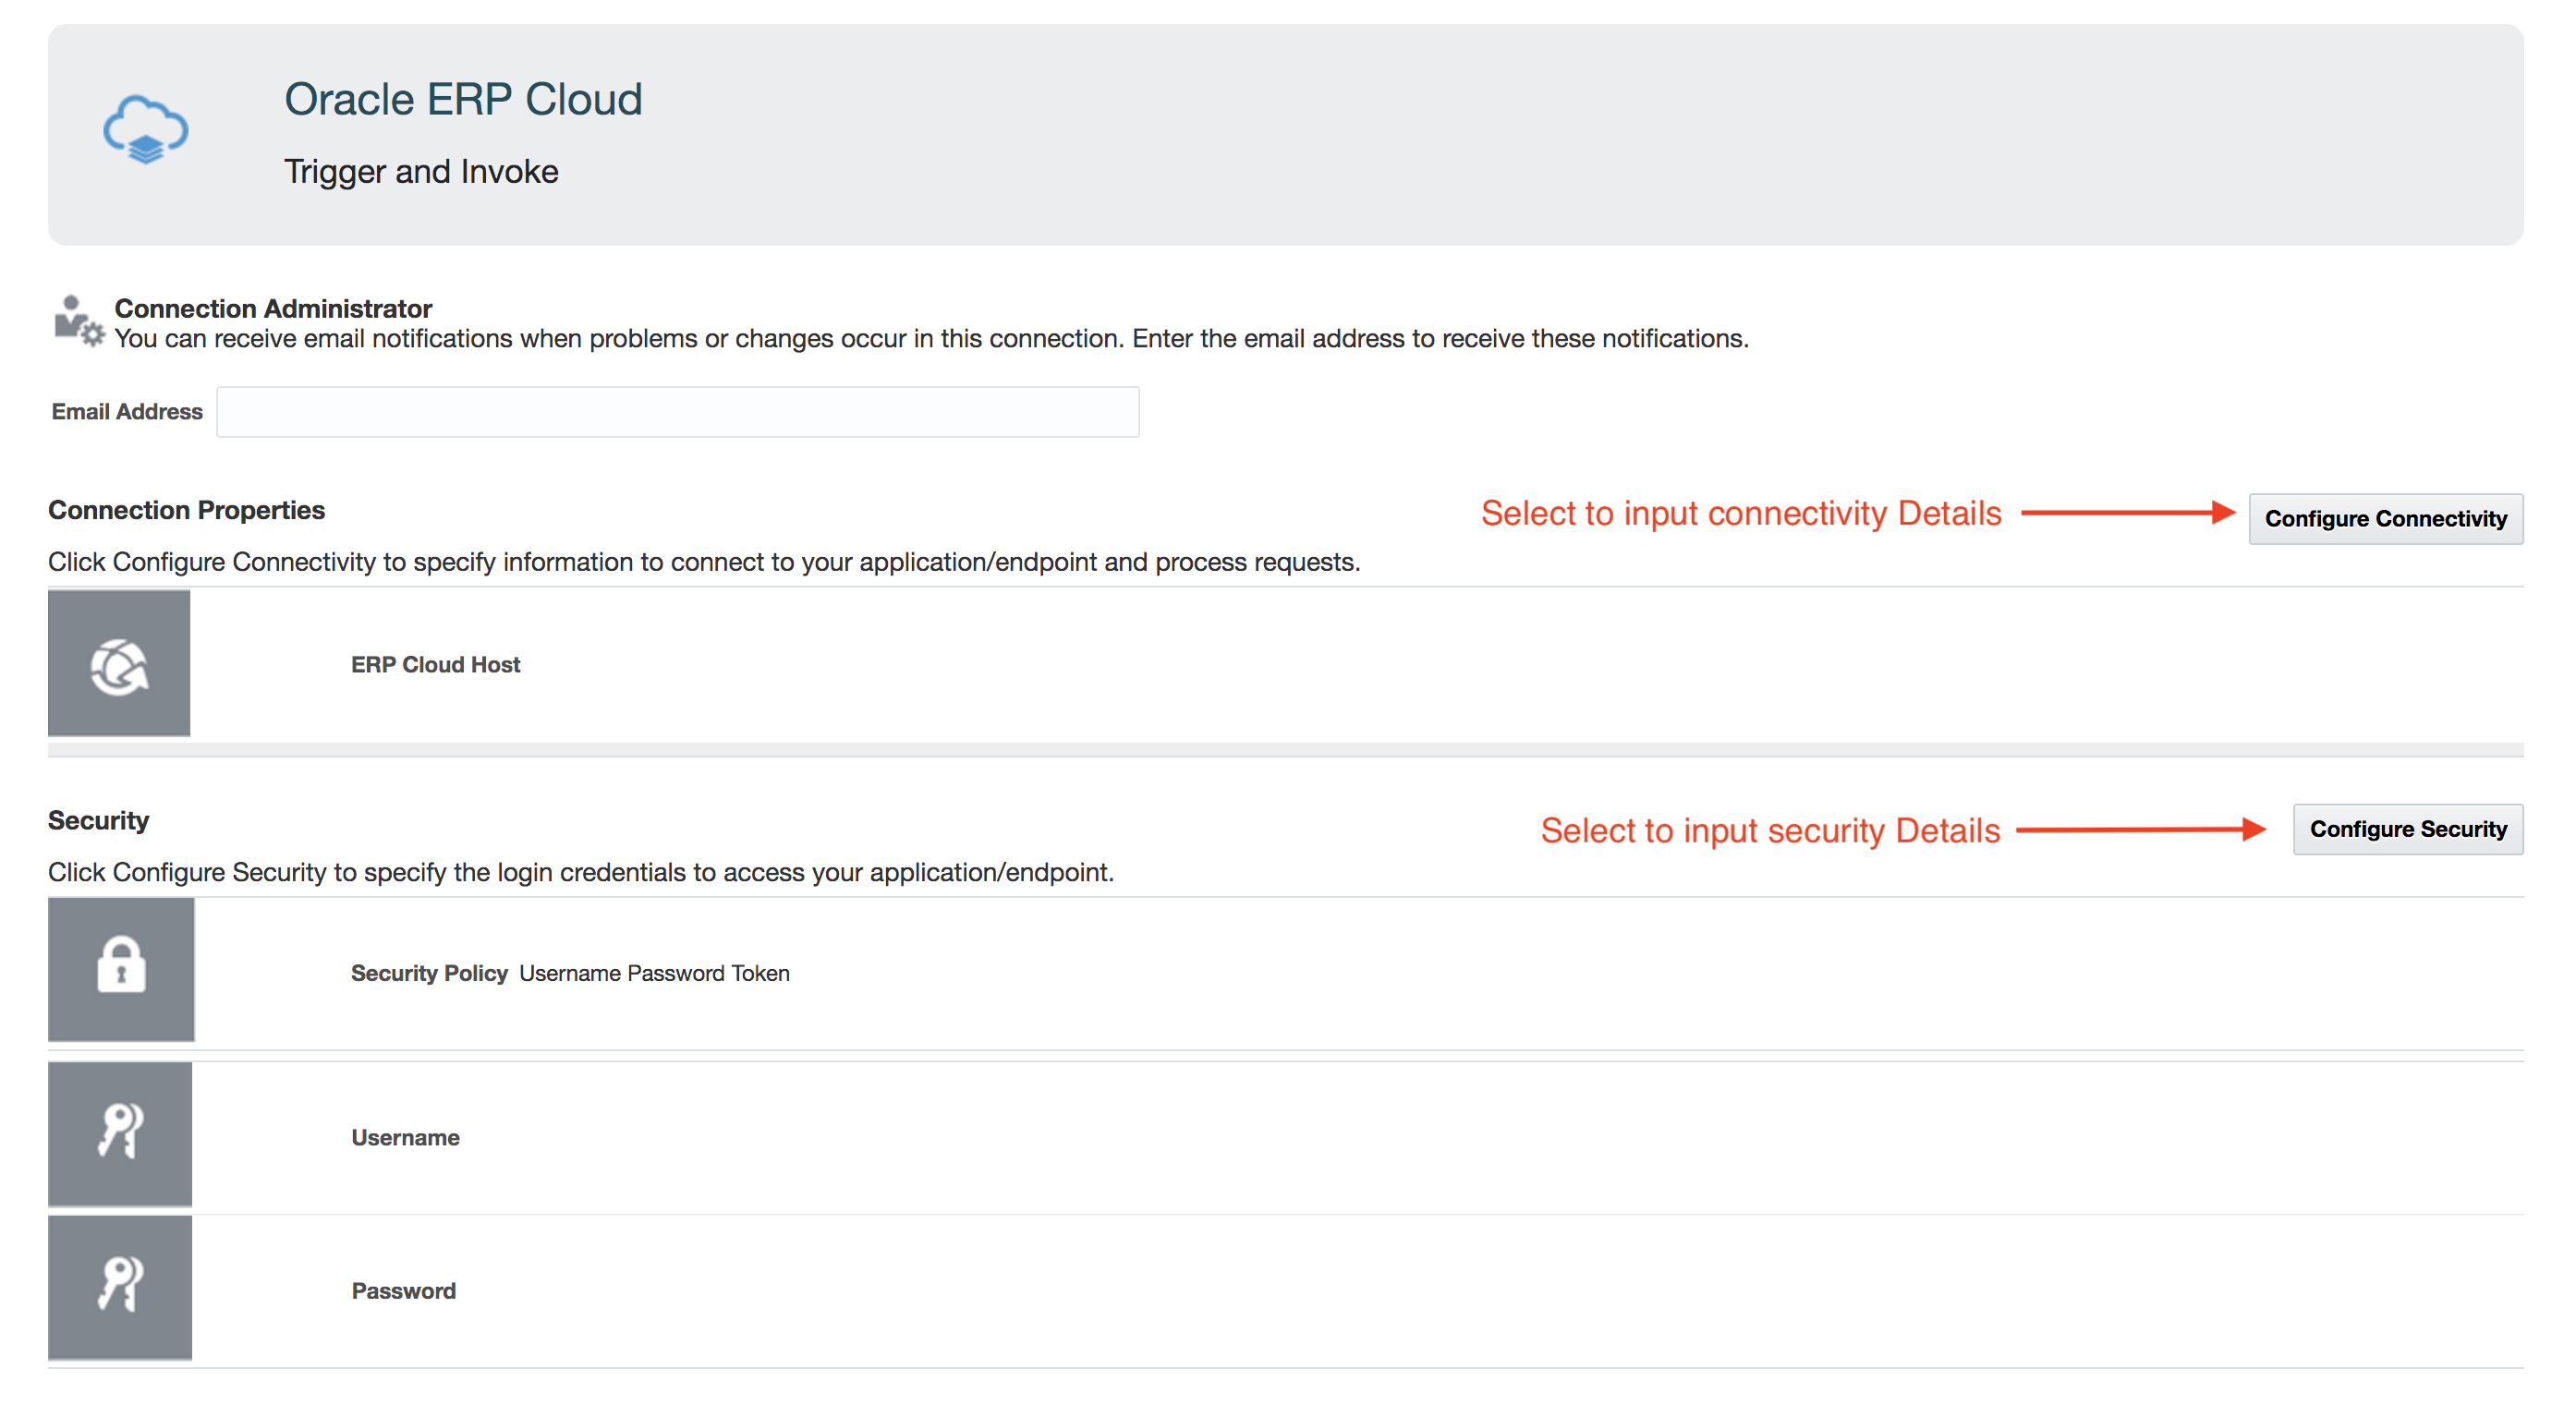 Oracle ERP Cloud
Trigger and Invoke
Connection Administrator
You can receive email notifications when problems or changes occur in this connection. Enter the email address to receive these notifications.
Email Address
Connection Properties
Select to input connectivity Details
Configure Connectivity
Click Configure Connectivity to specify information to connect to your application/endpoint and process requests.
ERP Cloud Host
Security
Select to input security Details
Configure Security
Click Configure Security to specify the login credentials to access your application/endpoint.
Security Policy Username Password Token
Username
Password